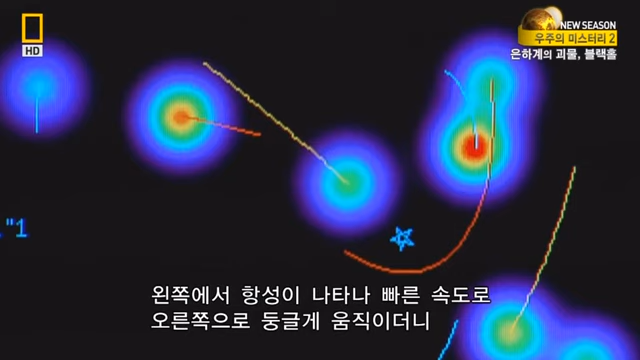 HD
NEW SEASON
우주의 미스터리 2
은하계의 괴물, 블랙홀
"1
왼쪽에서 항성이 나타나 빠른 속도로
오른쪽으로 둥글게 움직이더니